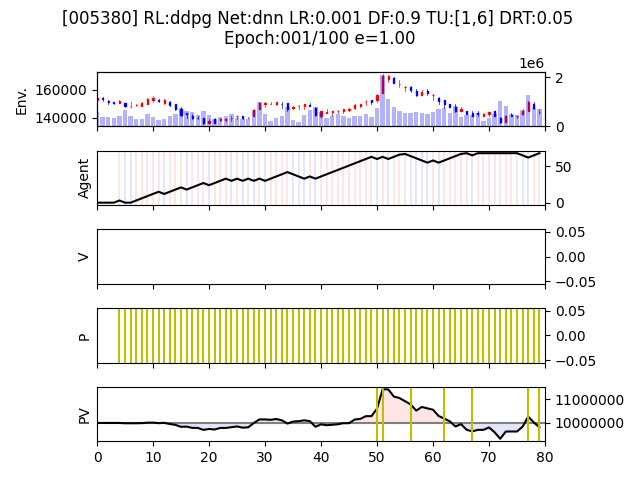 [005380] RL:ddpg Net:dnn LR:0.001 DF:0.9 TU:[1,6] DRT:0.05
Epoch:001/100 e=1.00
1e6
Env.
160000
140000
2
0
Agent
50
0
V
0.05
0.00
−0.05
P
0.05
0.00
−0.05
PV
11000000
10000000
0 10 20 30 40 50 60 70 80